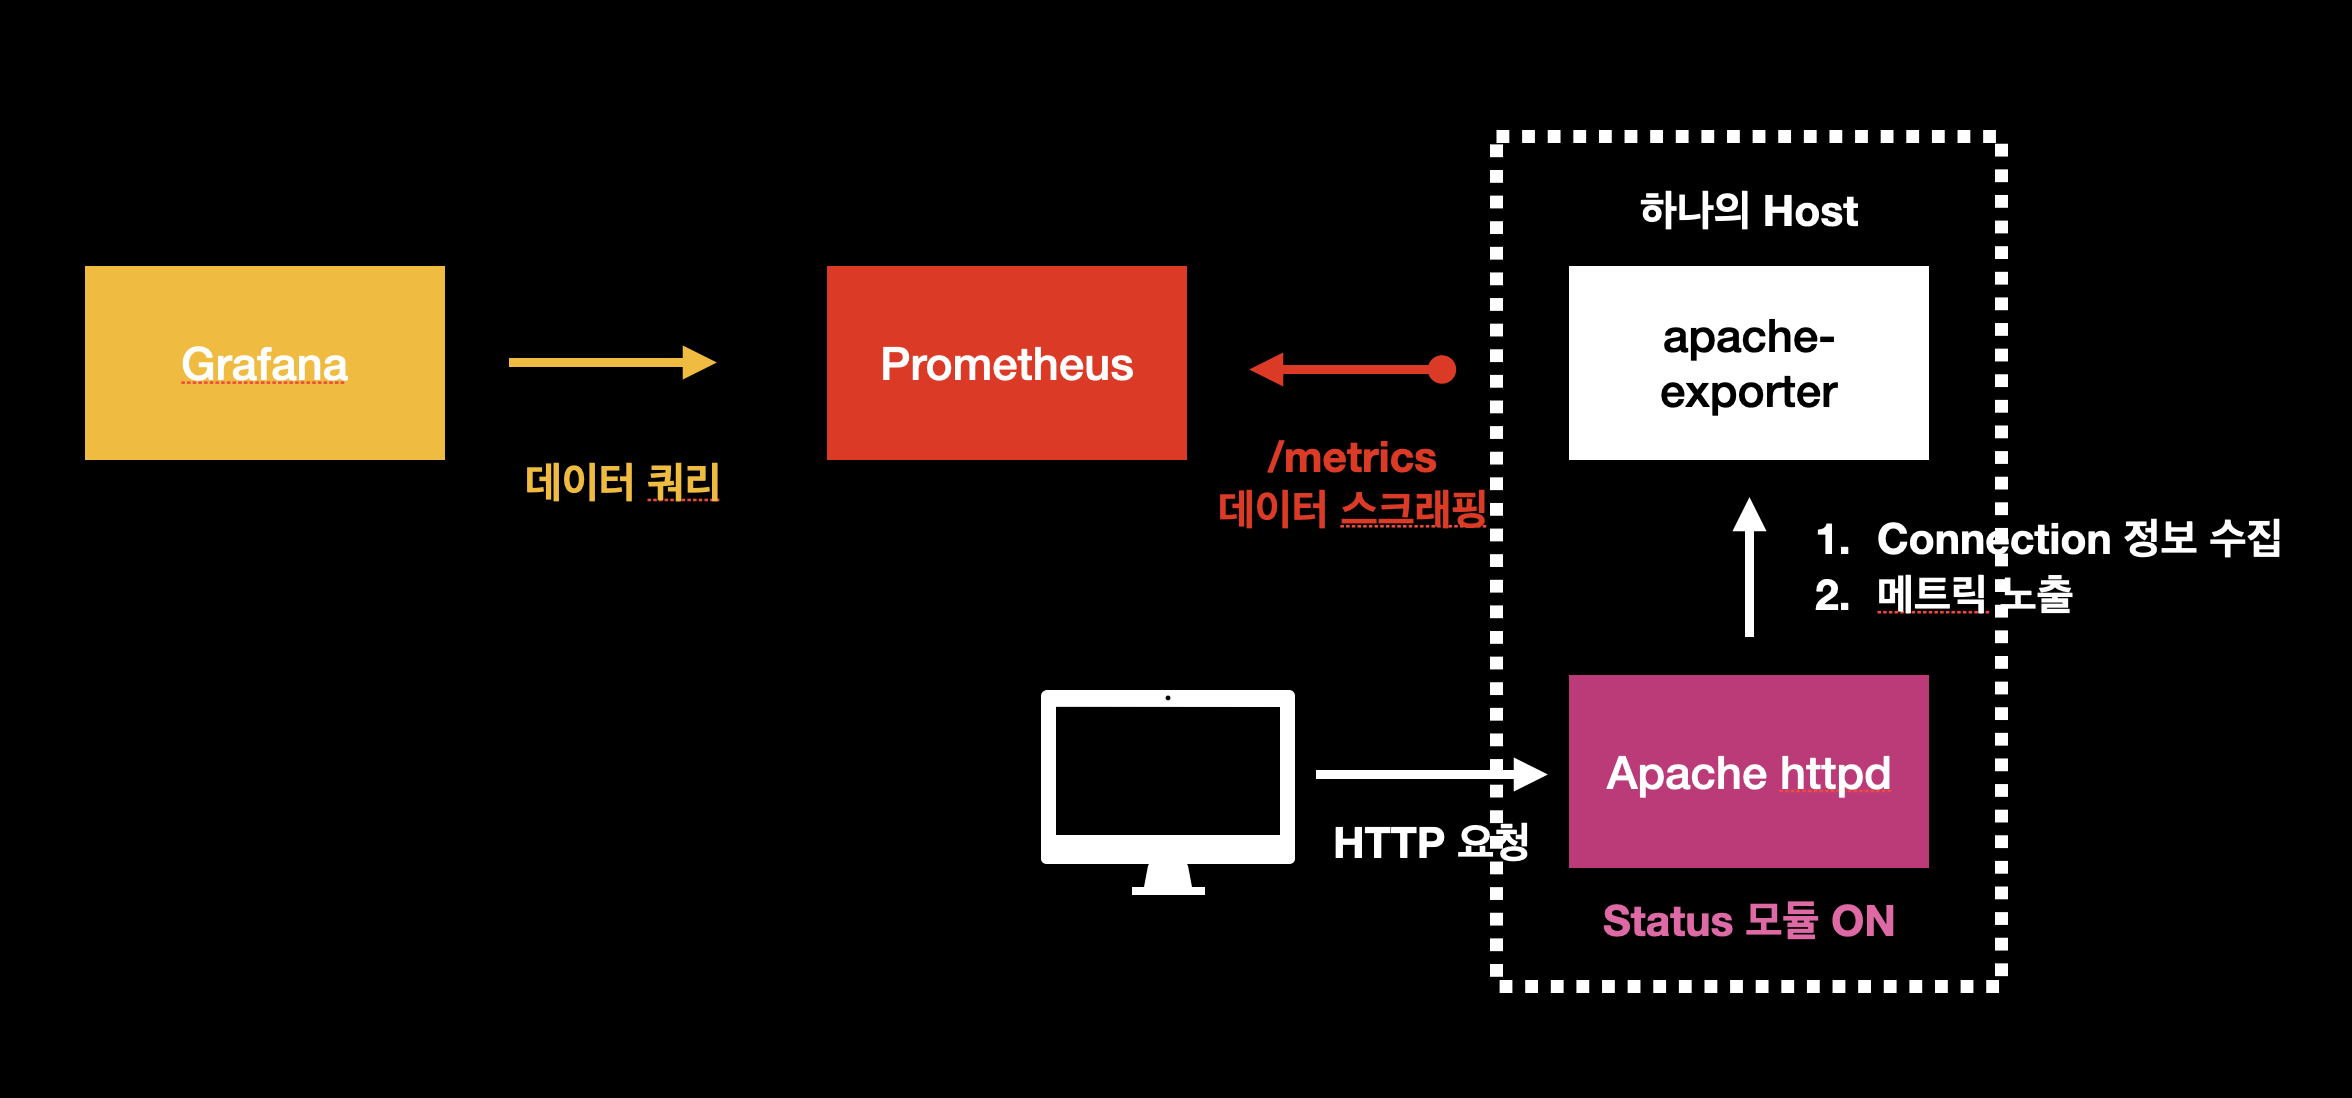 하나의 Host
Grafana
Prometheus
apache-
exporter
데이터 쿼리
/metrics
데이터 스크래핑
1. Connection 정보 수집
2. 메트릭 노출
Apache httpd
HTTP 요청
Status 모듈 ON